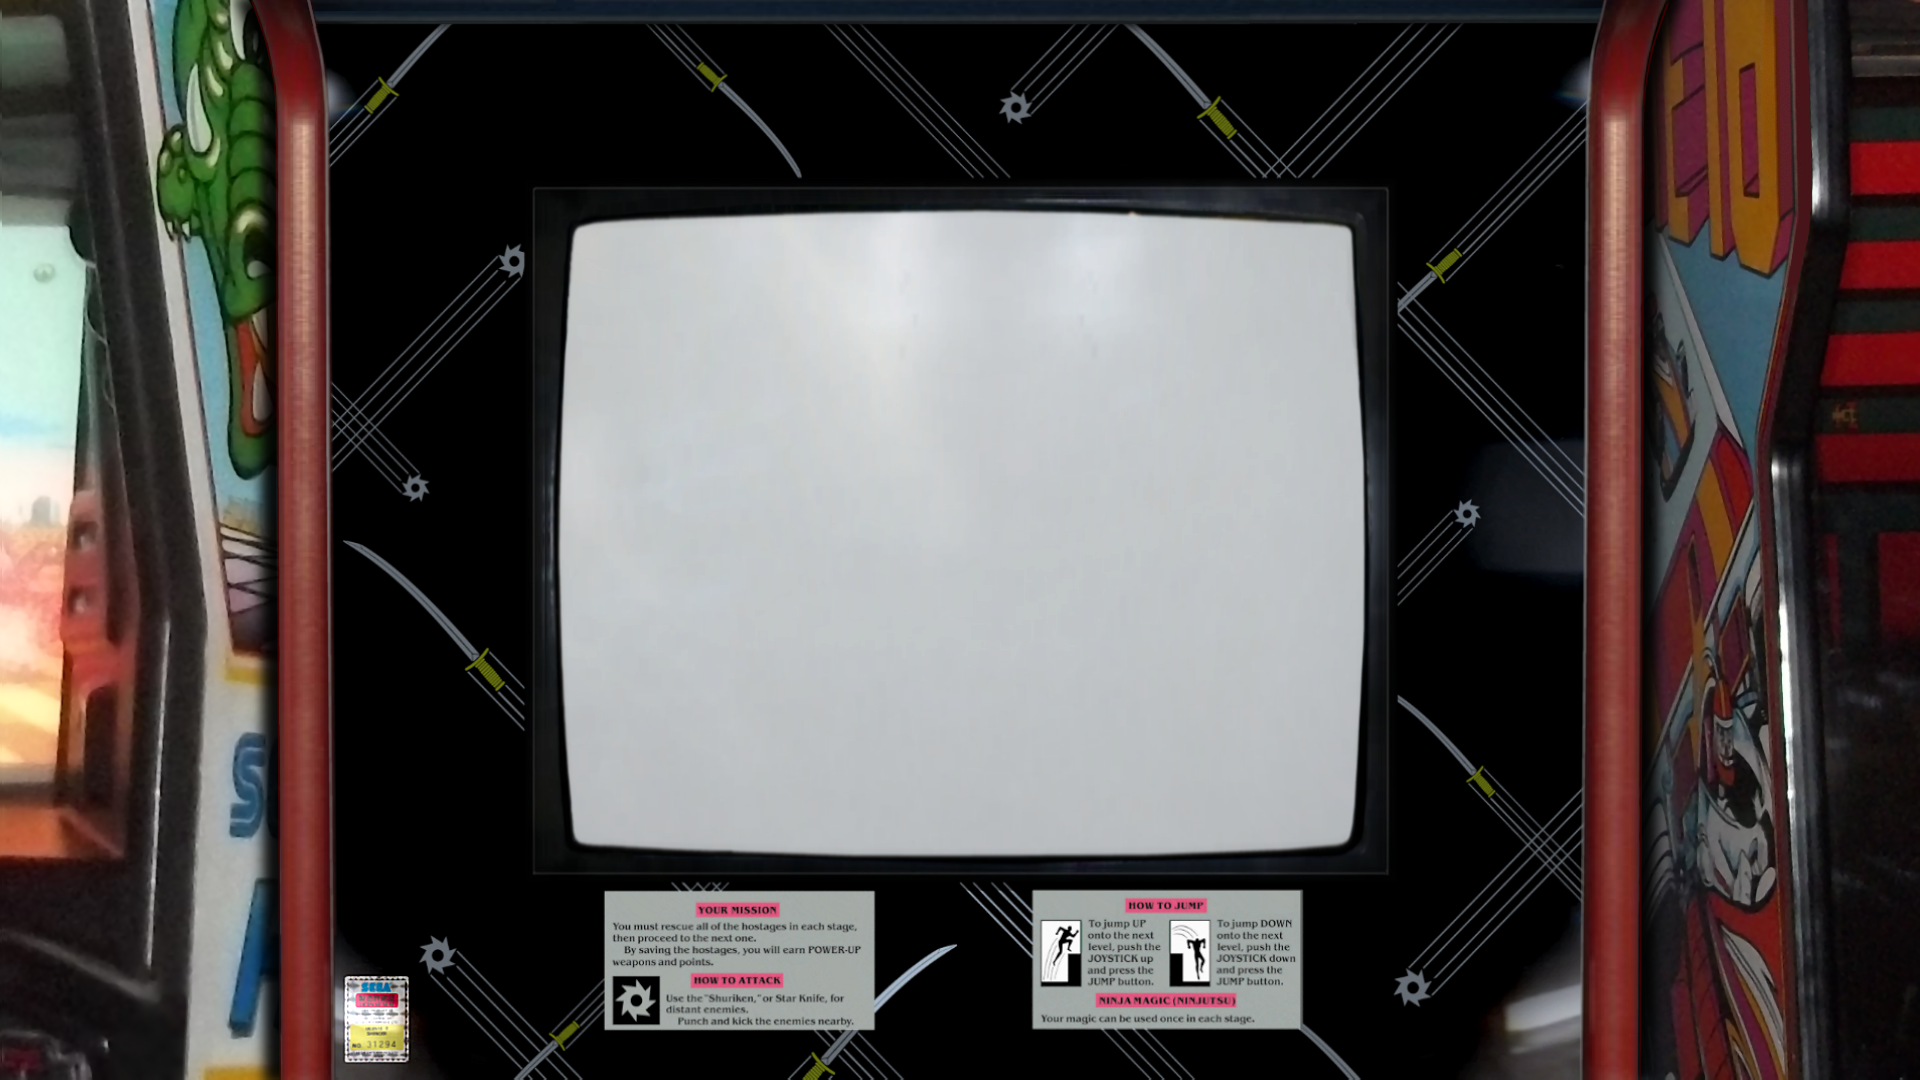 YOUR MISSION
You must rescue all of the hostages in each stage,
then proceed to the next one.
By saving the hostages, you will earn POWER-UP
weapons and points.
HOW TO ATTACK
Use the "Shuriken," or Star Knife, for
distant enemies.
Punch and kick the enemies nearby.
HOW TO JUMP
To jump UP
onto the next
level, push the
JOYSTICK up
and press the
JUMP button.
To jump DOWN
onto the next
level, push the
JOYSTICK down
and press the
JUMP button.
NINJA MAGIC (NINJUTSU)
Your magic can be used once in each stage.
SEGA
NO. 31294